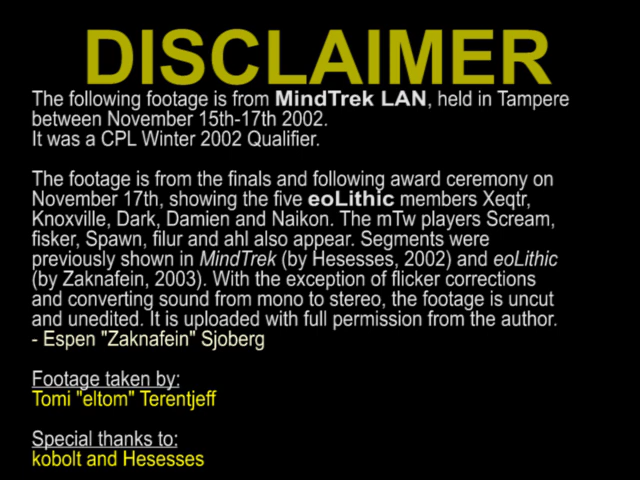 DISCLAIMER
The following footage is from MindTrek LAN, held in Tampere
between November 15th-17th 2002.
It was a CPL Winter 2002 Qualifier.
The footage is from the finals and following award ceremony on
November 17th, showing the five eoLithic members Xeqtr,
Knoxville, Dark, Damien and Naikon. The mTw players Scream,
fisker, Spawn, filur and ahl also appear. Segments were
previously shown in MindTrek (by Hesesses, 2002) and eoLithic
(by Zaknafein, 2003). With the exception of flicker corrections
and converting sound from mono to stereo, the footage is uncut
and unedited. It is uploaded with full permission from the author.
- Espen "Zaknafein" Sjoberg
Footage taken by:
Tomi "eltom" Terentjeff
Special thanks to:
kobolt and Hesesses